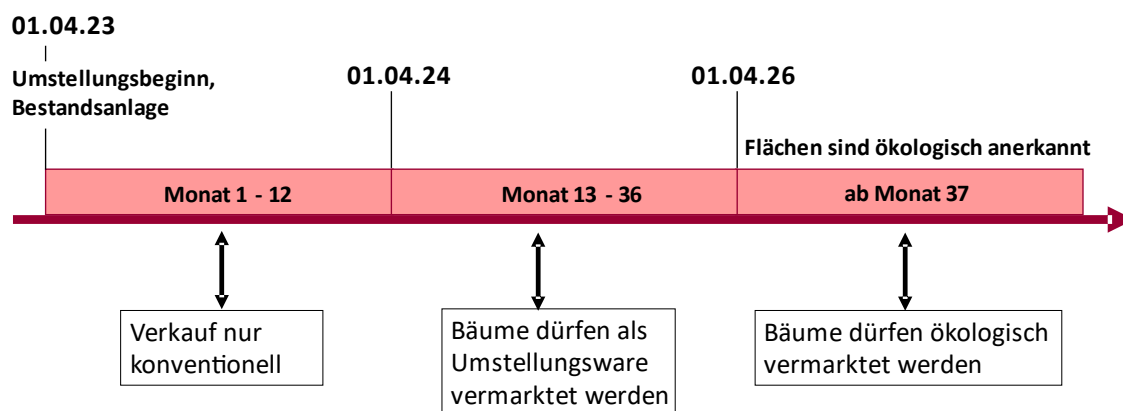 01.04.23
Umstellungsbeginn,
Bestandsanlage
01.04.24
01.04.26
Flächen sind ökologisch anerkannt
Monat 1 - 12
Monat 13 - 36
ab Monat 37
Verkauf nur
konventionell
Bäume dürfen als
Umstellungsware
vermarktet werden
Bäume dürfen ökologisch
vermarktet werden